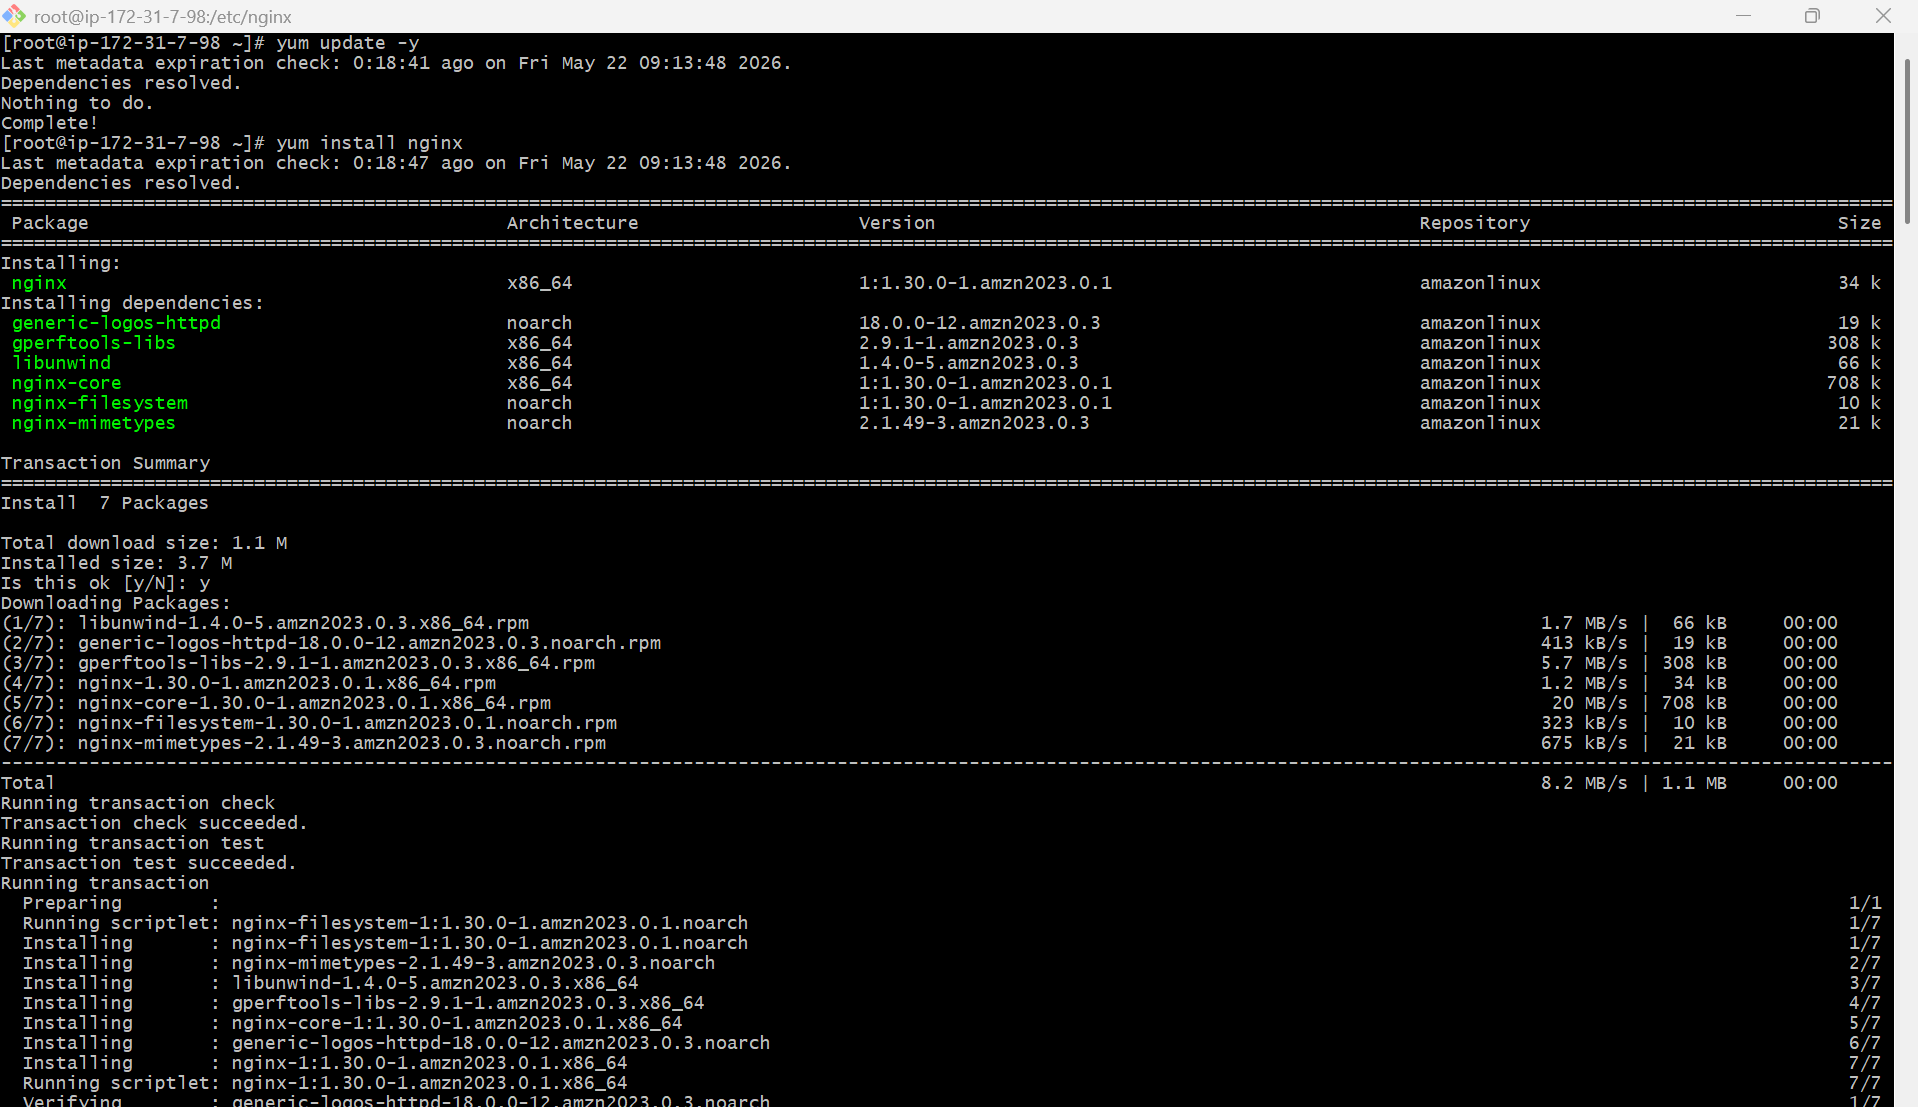 root@ip-172-31-7-98:/etc/nginx
[root@ip-172-31-7-98 ~]# yum update -y
Last metadata expiration check: 0:18:41 ago on Fri May 22 09:13:48 2026.
Dependencies resolved.
Nothing to do.
Complete!
[root@ip-172-31-7-98 ~]# yum install nginx
Last metadata expiration check: 0:18:47 ago on Fri May 22 09:13:48 2026.
Dependencies resolved.
Package Architecture Version Repository Size
Installing:
nginx x86_64 1:1.30.0-1.amzn2023.0.1 amazonlinux 34 k
Installing dependencies:
generic-logos-httpd noarch 18.0.0-12.amzn2023.0.3 amazonlinux 19 k
gperftools-libs x86_64 2.9.1-1.amzn2023.0.3 amazonlinux 308 k
libunwind x86_64 1.4.0-5.amzn2023.0.3 amazonlinux 66 k
nginx-core x86_64 1:1.30.0-1.amzn2023.0.1 amazonlinux 708 k
nginx-filesystem noarch 1:1.30.0-1.amzn2023.0.1 amazonlinux 10 k
nginx-mimetypes noarch 2.1.49-3.amzn2023.0.3 amazonlinux 21 k
Transaction Summary
Install 7 Packages
Total download size: 1.1 M
Installed size: 3.7 M
Is this ok [y/N]: y
Downloading Packages:
(1/7): libunwind-1.4.0-5.amzn2023.0.3.x86_64.rpm 1.7 MB/s | 66 kB 00:00
(2/7): generic-logos-httpd-18.0.0-12.amzn2023.0.3.noarch.rpm 413 kB/s | 19 kB 00:00
(3/7): gperftools-libs-2.9.1-1.amzn2023.0.3.x86_64.rpm 5.7 MB/s | 308 kB 00:00
(4/7): nginx-1.30.0-1.amzn2023.0.1.x86_64.rpm 1.2 MB/s | 34 kB 00:00
(5/7): nginx-core-1.30.0-1.amzn2023.0.1.x86_64.rpm 20 MB/s | 708 kB 00:00
(6/7): nginx-filesystem-1.30.0-1.amzn2023.0.1.noarch.rpm 323 kB/s | 10 kB 00:00
(7/7): nginx-mimetypes-2.1.49-3.amzn2023.0.3.noarch.rpm 675 kB/s | 21 kB 00:00
Total 8.2 MB/s | 1.1 MB 00:00
Running transaction check
Transaction check succeeded.
Running transaction test
Transaction test succeeded.
Running transaction
Preparing : 1/1
Running scriptlet: nginx-filesystem-1:1.30.0-1.amzn2023.0.1.noarch 1/7
Installing : nginx-filesystem-1:1.30.0-1.amzn2023.0.1.noarch 1/7
Installing : nginx-mimetypes-2.1.49-3.amzn2023.0.3.noarch 2/7
Installing : libunwind-1.4.0-5.amzn2023.0.3.x86_64 3/7
Installing : gperftools-libs-2.9.1-1.amzn2023.0.3.x86_64 4/7
Installing : nginx-core-1:1.30.0-1.amzn2023.0.1.x86_64 5/7
Installing : generic-logos-httpd-18.0.0-12.amzn2023.0.3.noarch 6/7
Installing : nginx-1:1.30.0-1.amzn2023.0.1.x86_64 7/7
Running scriptlet: nginx-1:1.30.0-1.amzn2023.0.1.x86_64 7/7
Verifying : generic-logos-httpd-18.0.0-12.amzn2023.0.3.noarch 1/7